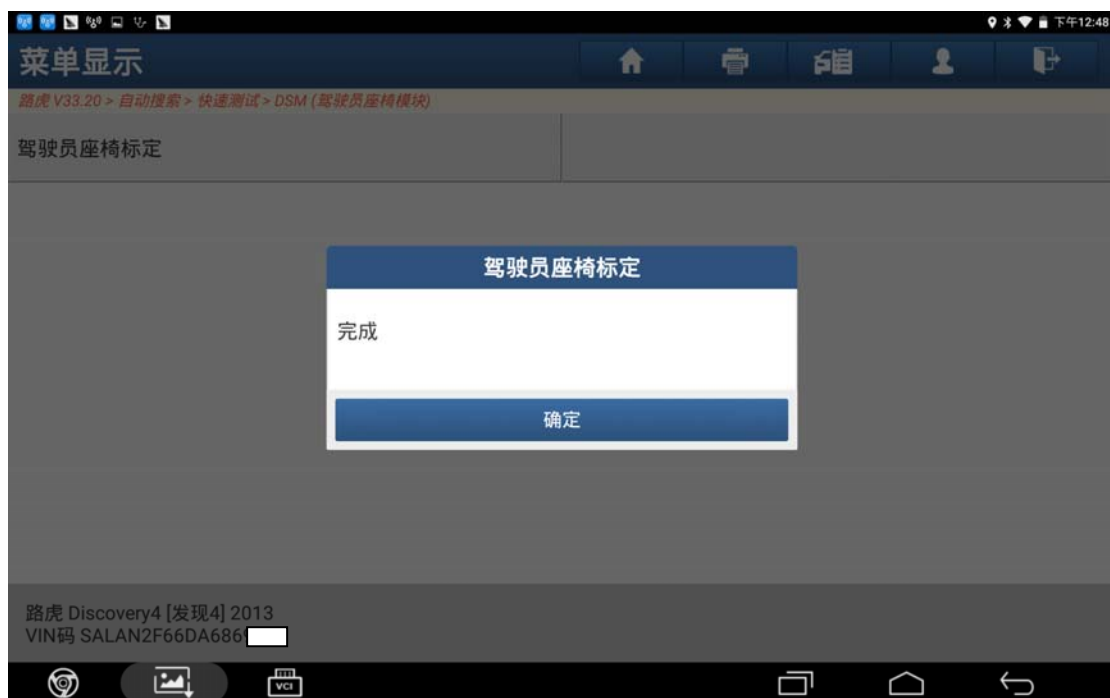 下午12:48
菜单显示
路虎 V33.20 > 自动搜索 > 快速测试 > DSM (驾驶员座椅模块)
驾驶员座椅标定
驾驶员座椅标定
完成
确定
路虎 Discovery4 [发现4] 2013
VIN码 SALAN2F66DA686
VCI